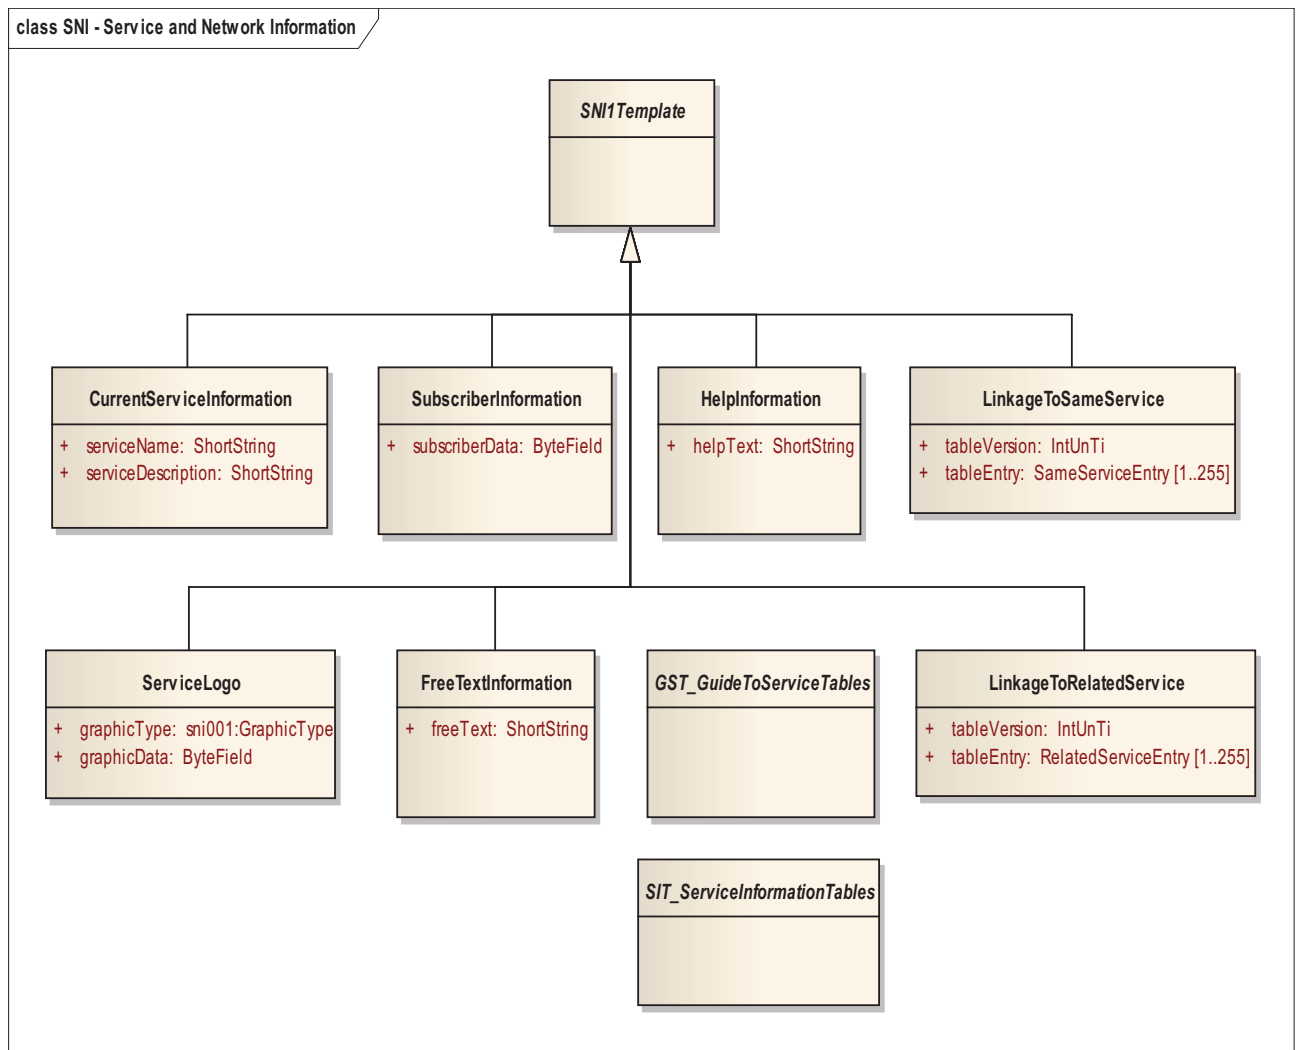 class SNI - Service and Network Information
SNI1Template
CurrentServiceInformation
+ serviceName: ShortString
+ serviceDescription: ShortString
SubscriberInformation
+ subscriberData: ByteField
HelpInformation
+ helpText: ShortString
LinkageToSameService
+ tableVersion: IntUnTi
+ tableEntry: SameServiceEntry [1..255]
ServiceLogo
+ graphicType: sni001:GraphicType
+ graphicData: ByteField
FreeTextInformation
+ freeText: ShortString
GST_GuideToServiceTables
LinkageToRelatedService
+ tableVersion: IntUnTi
+ tableEntry: RelatedServiceEntry [1..255]
SIT_ServiceInformationTables